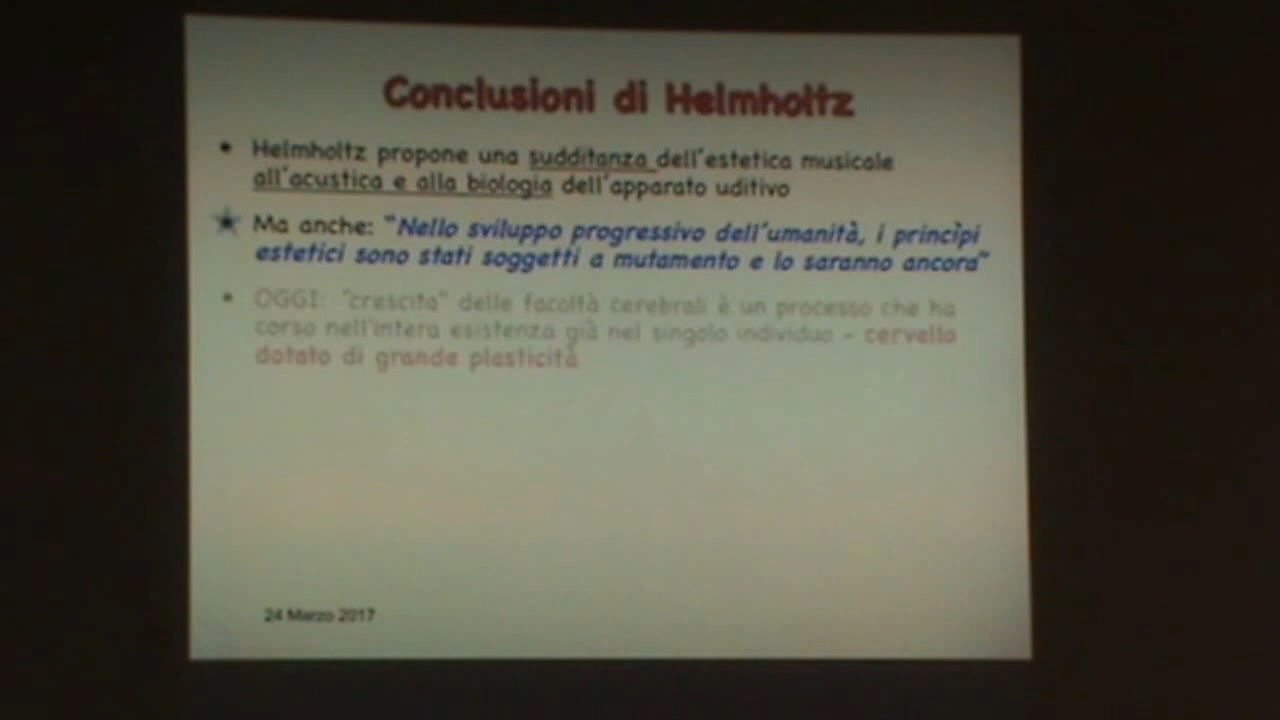 Conclusioni di Helmholtz
• Helmholtz propone una sudditanza dell'estetica musicale
all'acustica e alla biologia dell'apparato uditivo
Ma anche: "Nello sviluppo progressivo dell'umanità, i princìpi
estetici sono stati soggetti a mutamento e lo saranno ancora"
• OGGI: "crescita" delle facoltà cerebrali è un processo che ha
corso nell'intera esistenza già nel singolo individuo - cervello
dotato di grande plasticità
24 Marzo 2017